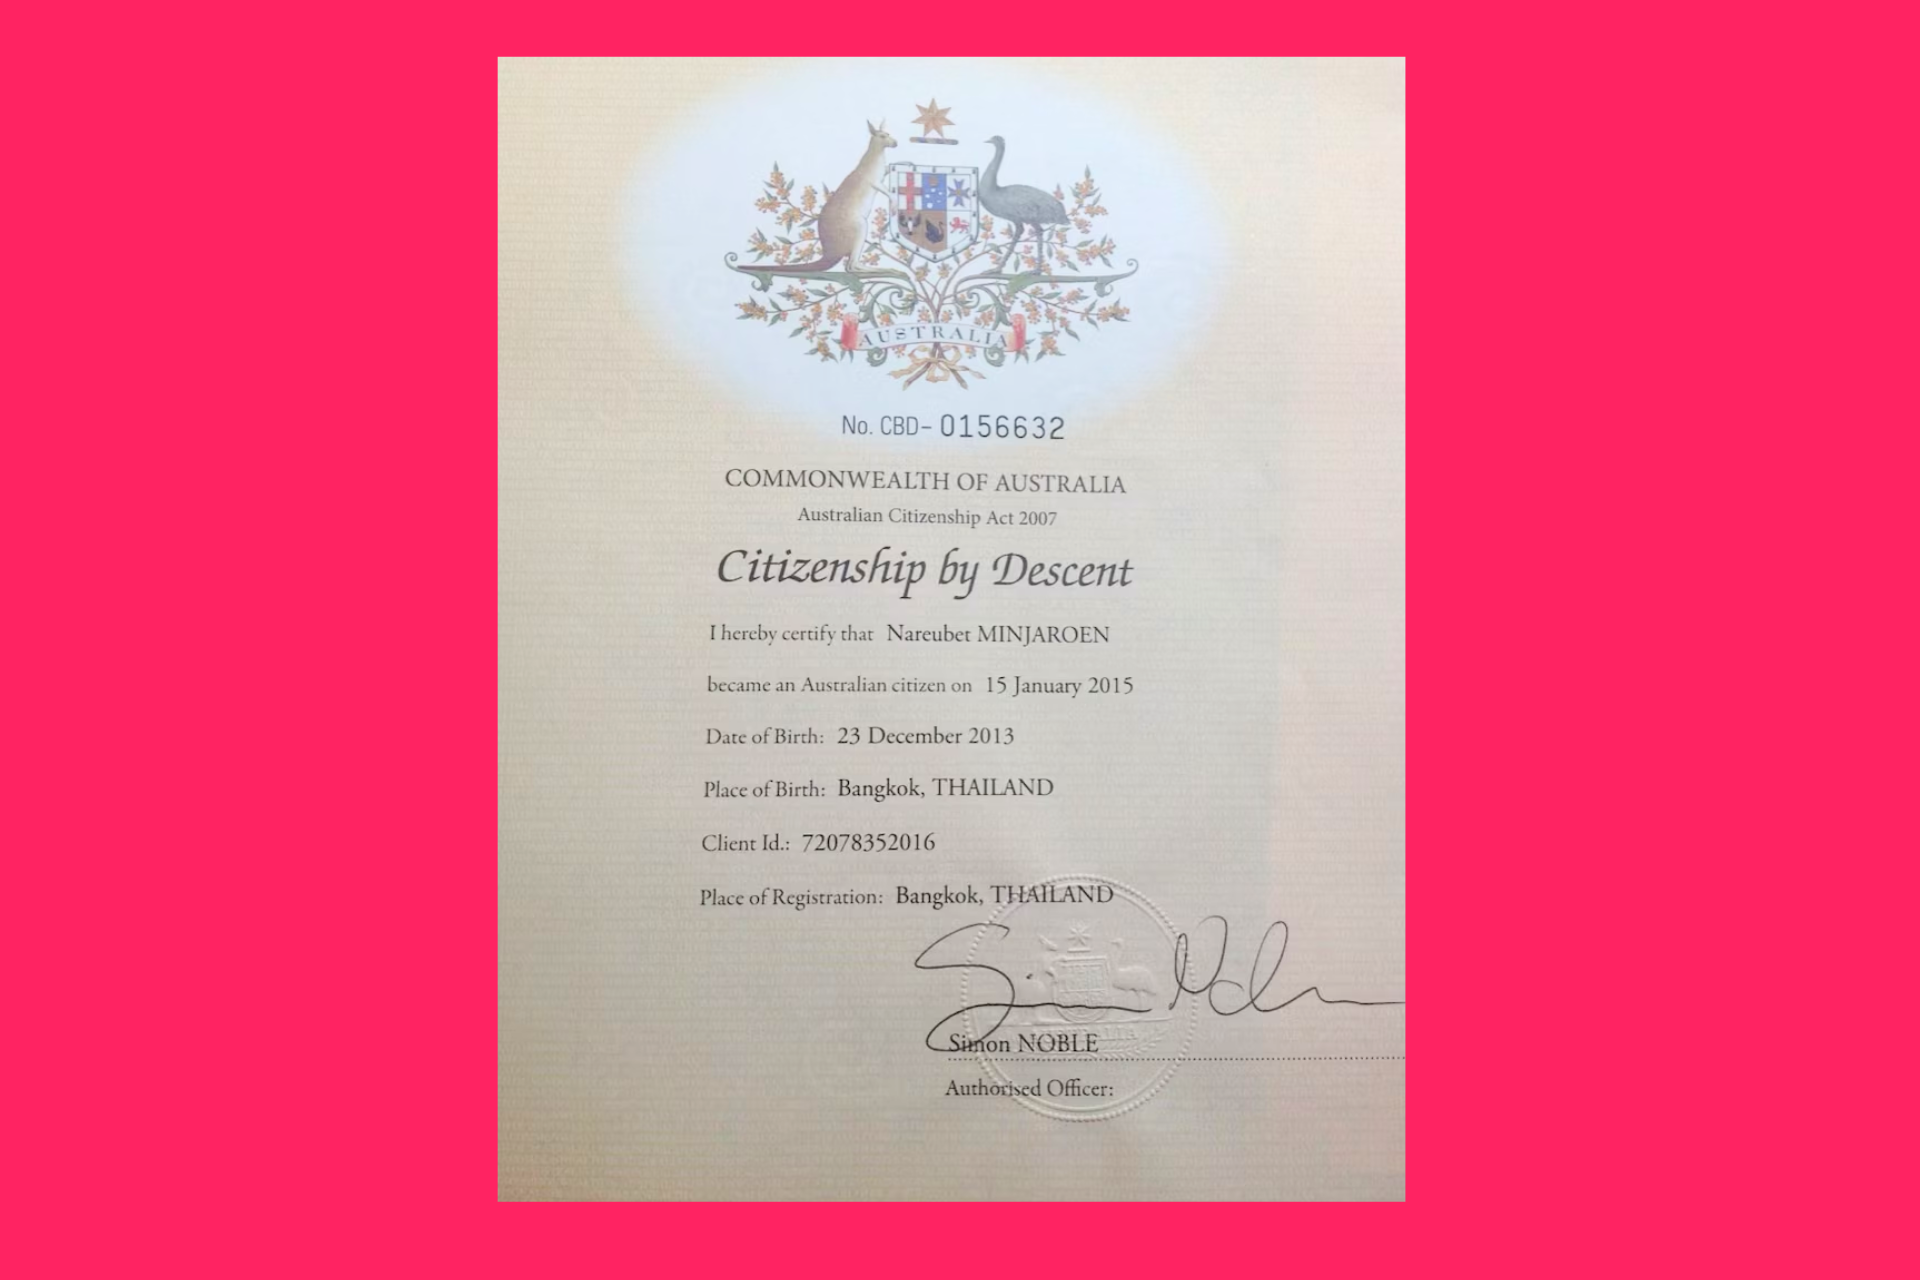 AUSTRALIA
No. CBD- 0156632
COMMONWEALTH OF AUSTRALIA
Australian Citizenship Act 2007
Citizenship by Descent
I hereby certify that Nareubet MINJAROEN
became an Australian citizen on 15 January 2015
Date of Birth: 23 December 2013
Place of Birth: Bangkok, THAILAND
Client Id.: 72078352016
Place of Registration: Bangkok, THAILAND
Simon NOBLE
Authorised Officer: